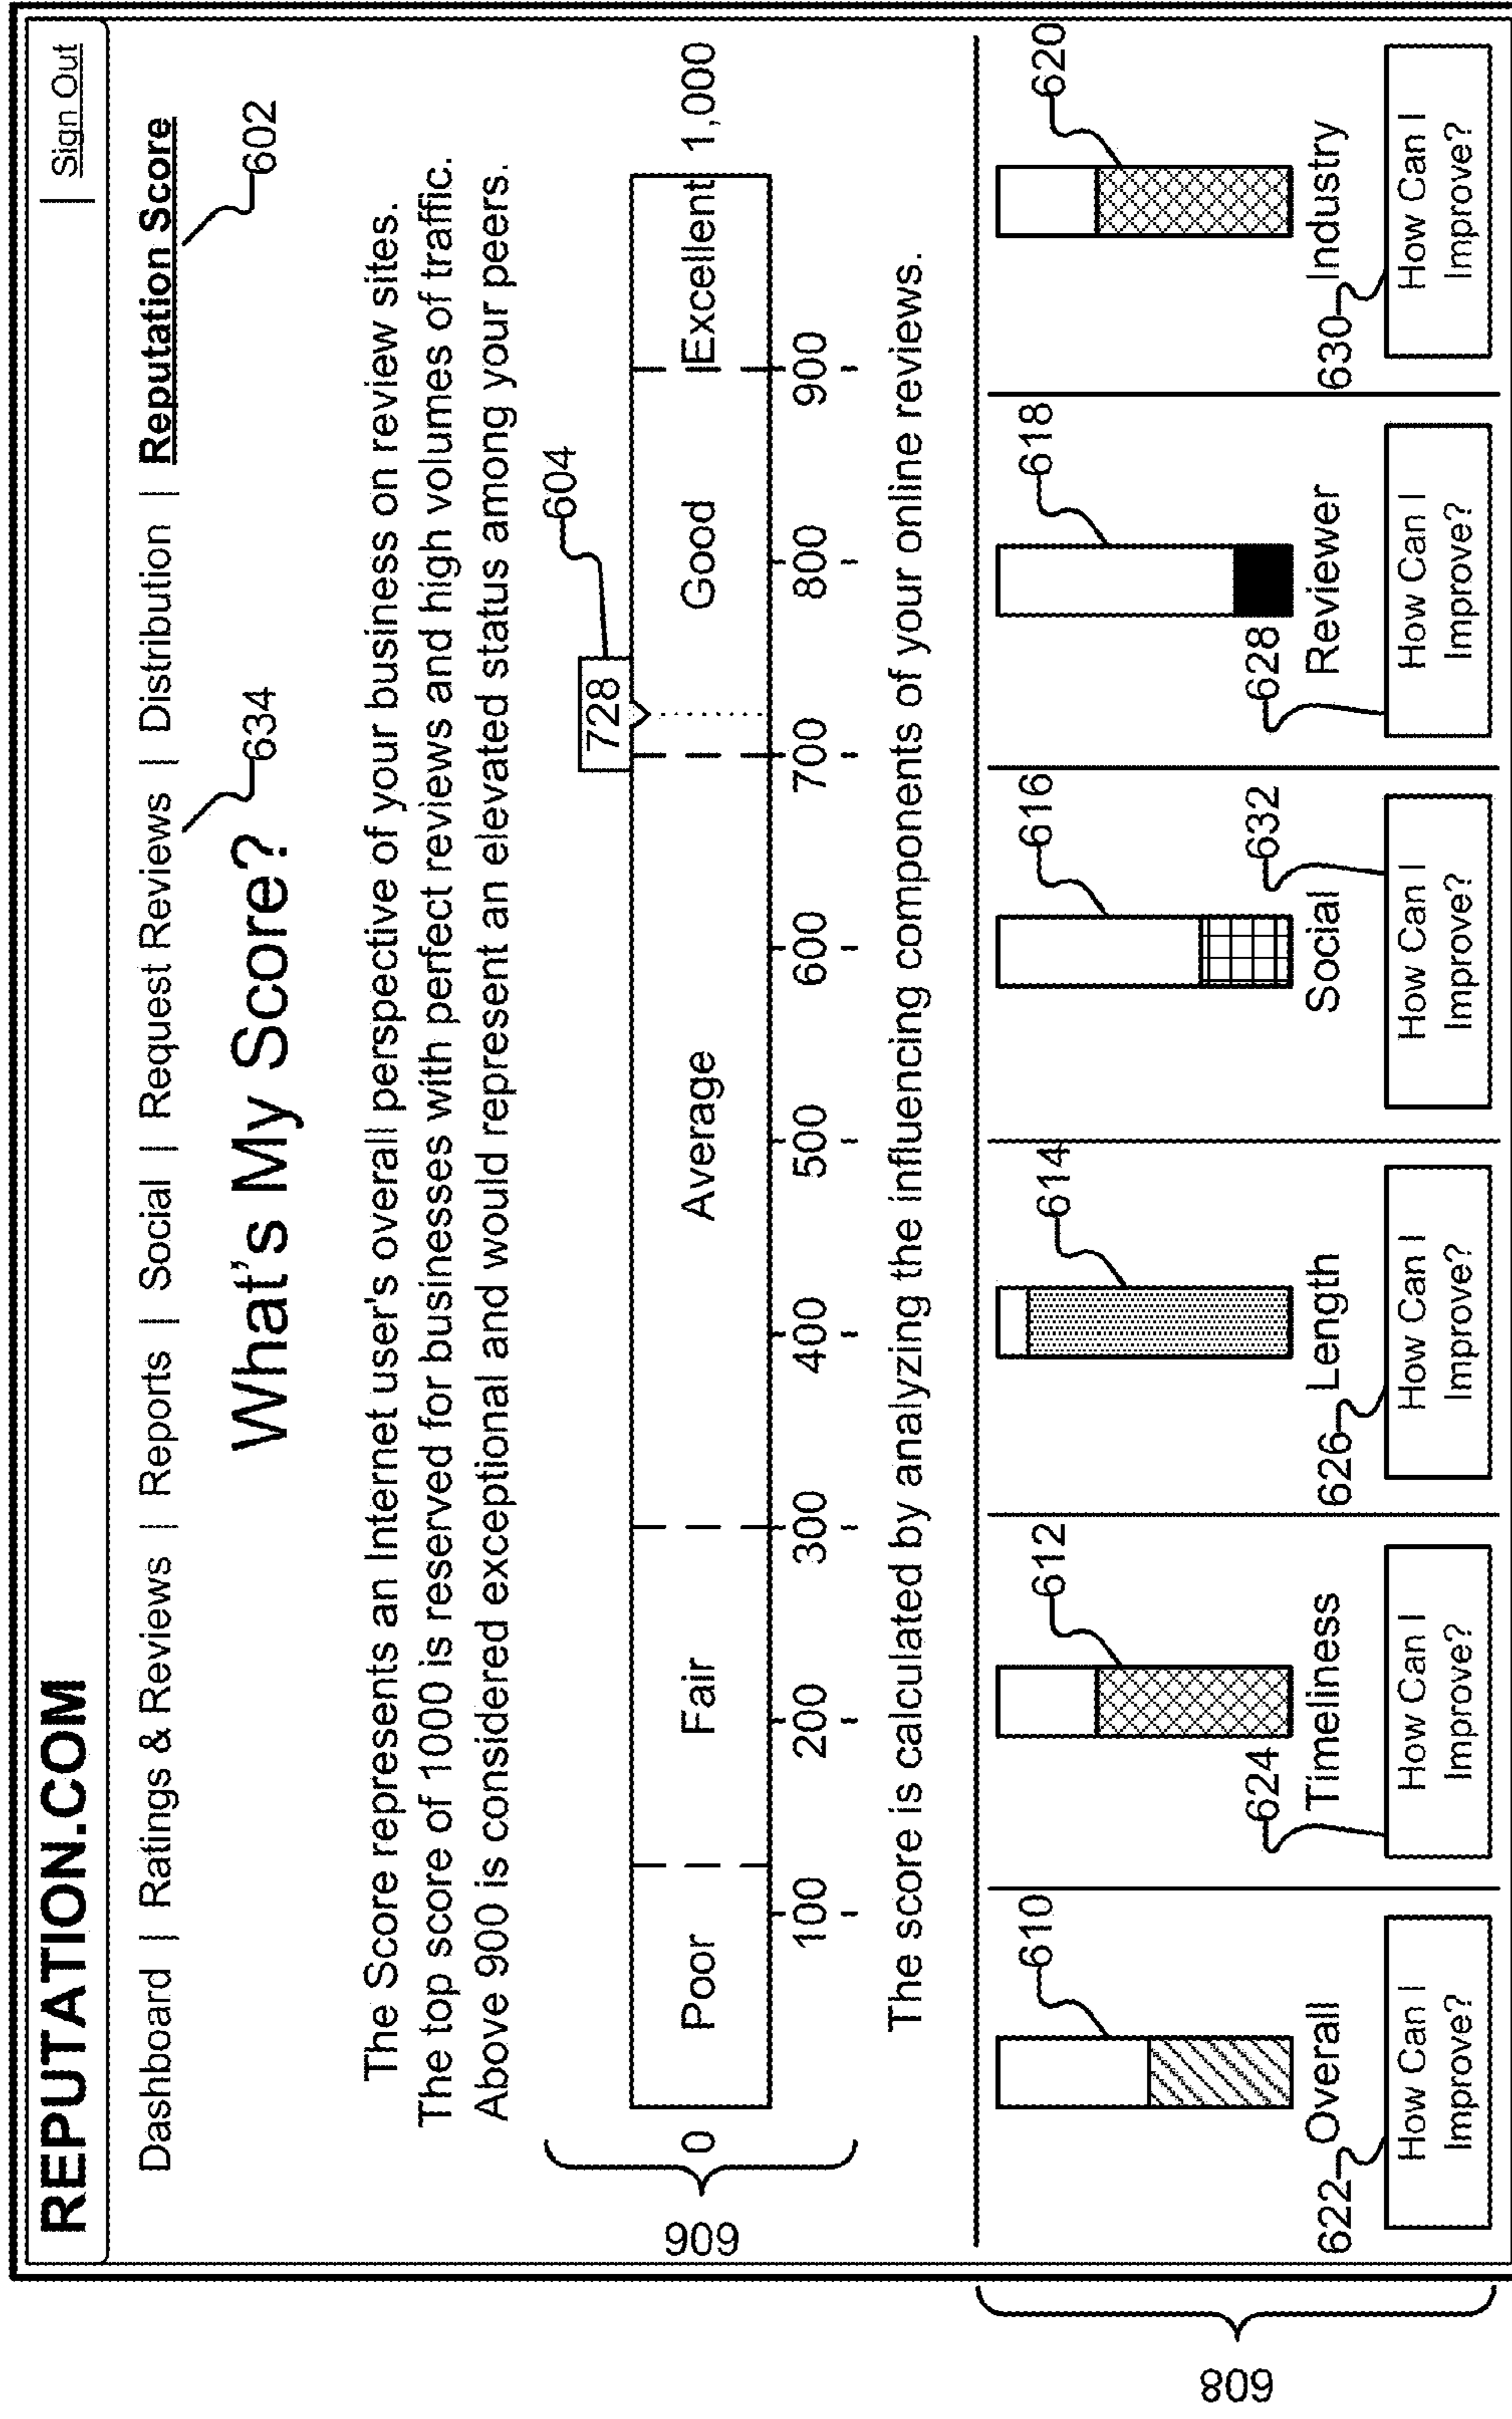 REPUTATION.COM | Sign Out
Dashboard | Ratings & Reviews | Reports | Social | Request Reviews | Distribution | Reputation Score
634
602
What's My Score?
The Score represents an Internet user's overall perspective of your business on review sites.
The top score of 1000 is reserved for businesses with perfect reviews and high volumes of traffic.
Above 900 is considered exceptional and would represent an elevated status among your peers.
604
728
606
0 Poor Fair Average Good Excellent 1,000
100 200 300 400 500 600 700 800 900
The score is calculated by analyzing the influencing components of your online reviews.
608
610 612 614 616 618 620
624 632 628
622 Overall Timeliness 626 Length Social Reviewer 630 Industry
How Can I How Can I How Can I How Can I How Can I How Can I
Improve? Improve? Improve? Improve? Improve? Improve?